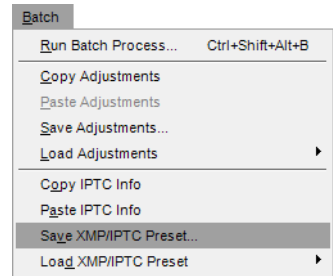 Batch
Run Batch Process... Ctrl+Shift+Alt+B
Copy Adjustments
Paste Adjustments
Save Adjustments...
Load Adjustments
Copy IPTC Info
Paste IPTC Info
Save XMP/IPTC Preset...
Load XMP/IPTC Preset